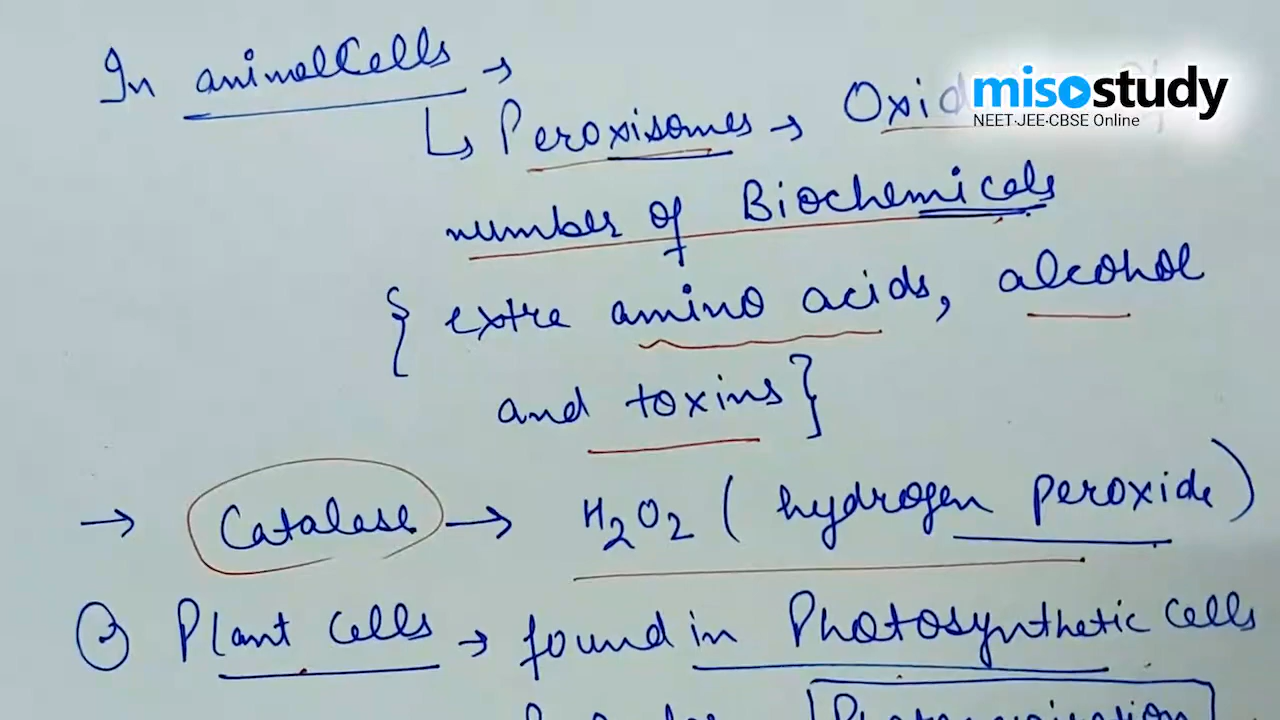 In animalCells →
misostudy
NEET-JEE-CBSE Online
↳ Peroxisomes →
number of Biochemicals
{ extra amino acids, alcohol
and toxins }
→ Catalase → H₂O₂ ( hydrogen peroxide )
Plant Cells → found in Photosynthetic cells